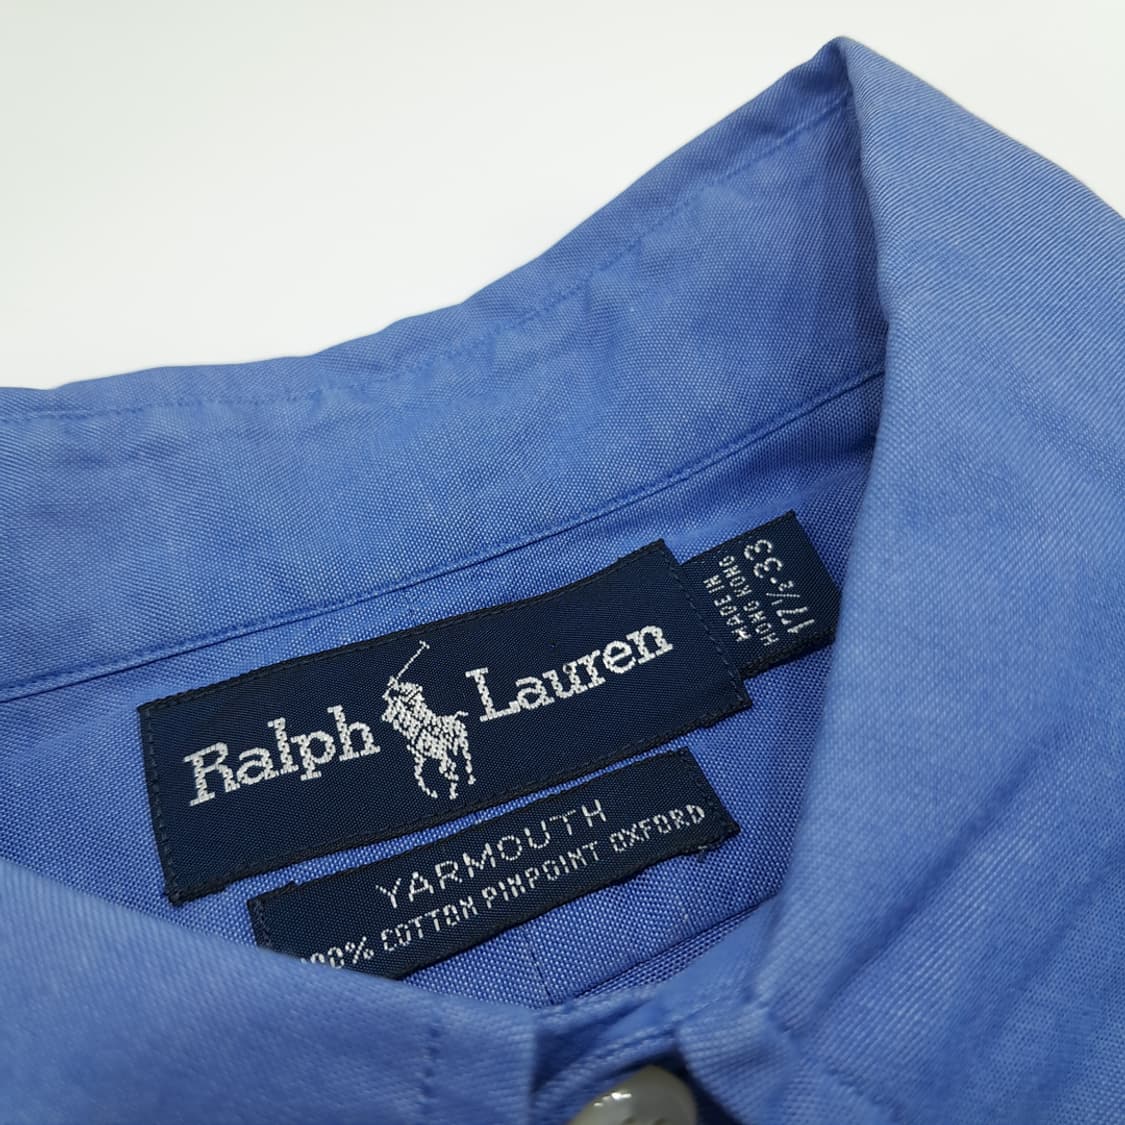 Ralph Lauren
MADE IN
HONG KONG
17½-33
YARMOUTH
100% COTTON PINPOINT OXFORD